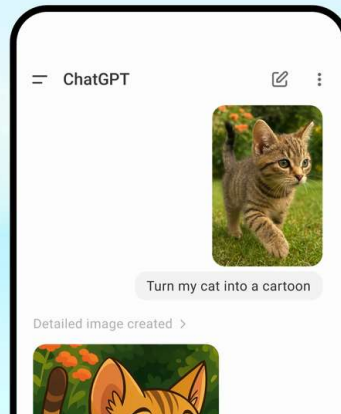 ChatGPT
Turn my cat into a cartoon
Detailed image created >